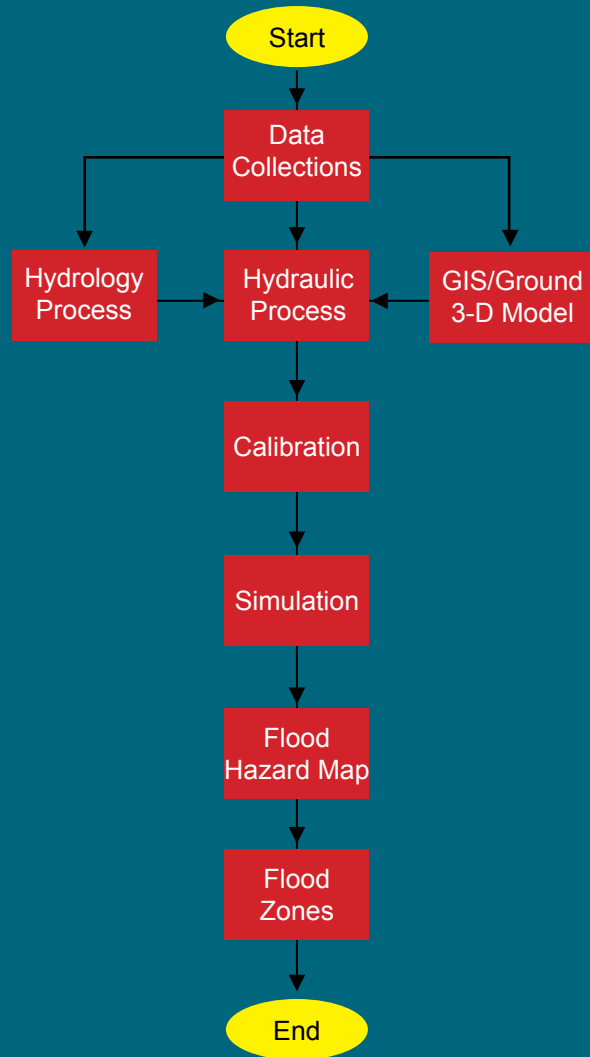 Start
Data
Collections
Hydrology
Process
Hydraulic
Process
GIS/Ground
3-D Model
Calibration
Simulation
Flood
Hazard Map
Flood
Zones
End